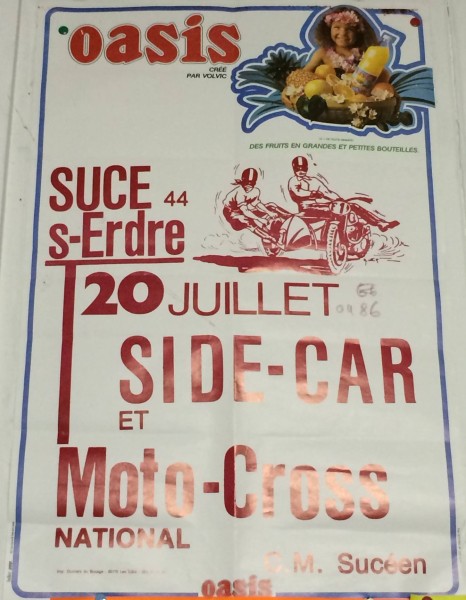 oasis
CRÉE
PAR VOLVIC
DES FRUITS EN GRANDES ET PETITES BOUTEILLES
SUCE 44
s-Erdre
20 JUILLET
86
SIDE-CAR
ET
Moto-Cross
NATIONAL
C.M. Sucéen
oasis